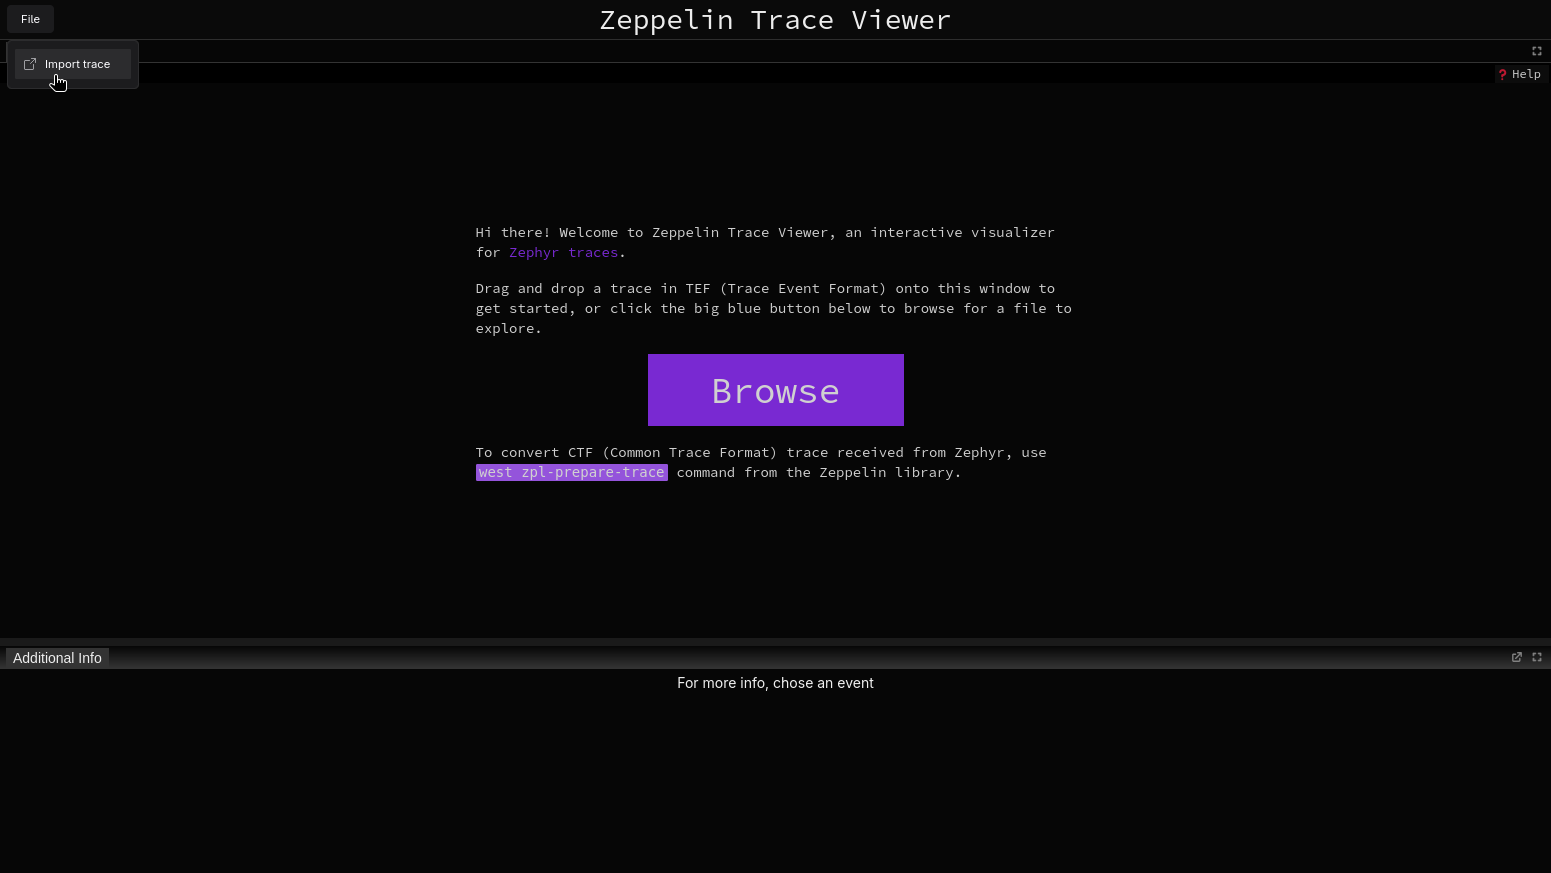 File
Zeppelin Trace Viewer
Import trace
? Help
Hi there! Welcome to Zeppelin Trace Viewer, an interactive visualizer
for Zephyr traces.
Drag and drop a trace in TEF (Trace Event Format) onto this window to
get started, or click the big blue button below to browse for a file to
explore.
Browse
To convert CTF (Common Trace Format) trace received from Zephyr, use
west zpl-prepare-trace command from the Zeppelin library.
Additional Info
For more info, chose an event